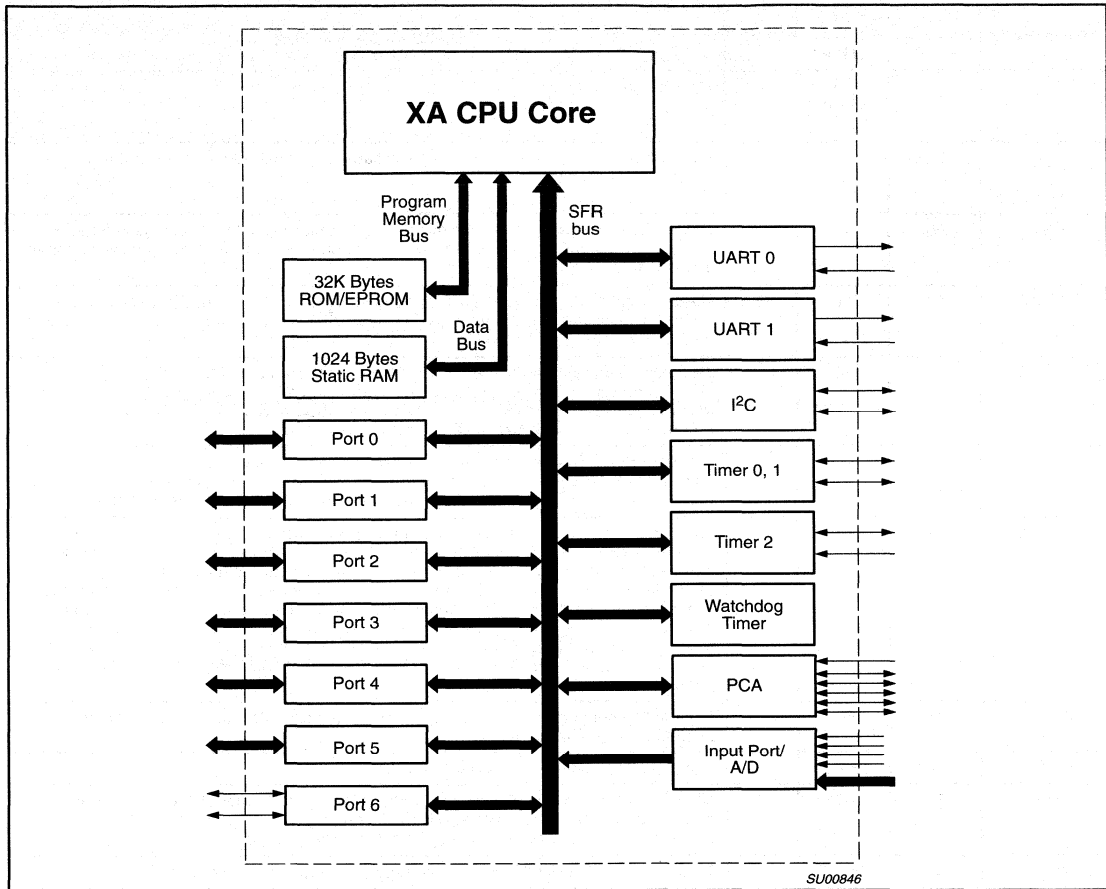 XA CPU Core
Program
Memory
Bus
SFR
bus
32K Bytes
ROM/EPROM
Data
Bus
1024 Bytes
Static RAM
Port 0
Port 1
Port 2
Port 3
Port 4
Port 5
Port 6
UART 0
UART 1
I²C
Timer 0, 1
Timer 2
Watchdog
Timer
PCA
Input Port/
A/D
SU00846